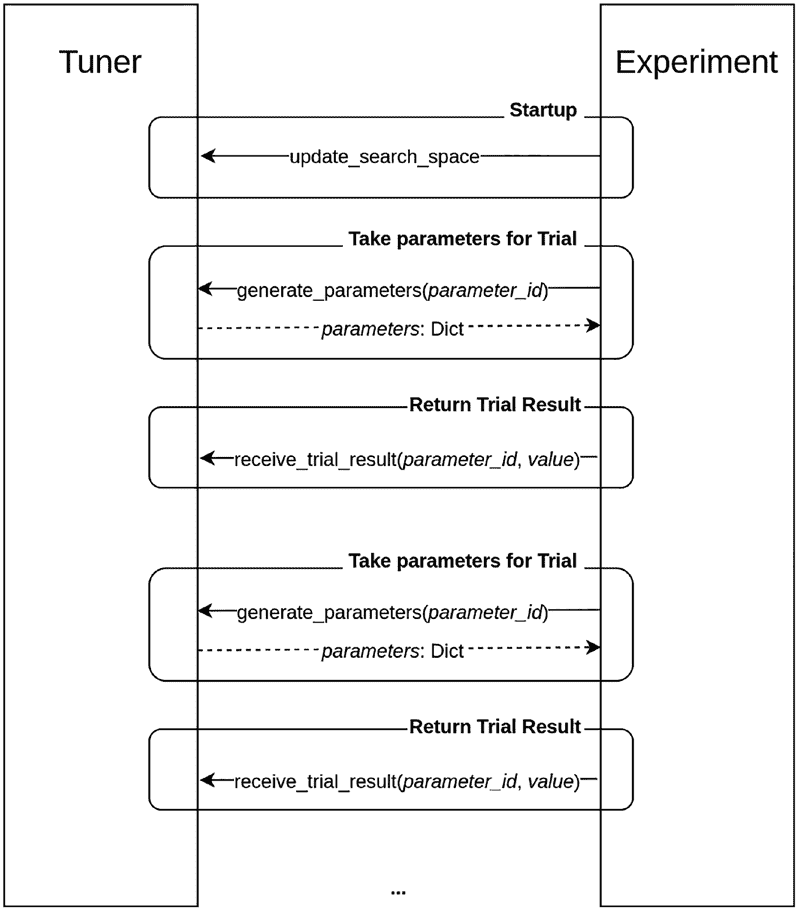 Tuner
Experiment
Startup
update_search_space
Take parameters for Trial
generate_parameters(parameter_id)
parameters: Dict
Return Trial Result
receive_trial_result(parameter_id, value)
Take parameters for Trial
generate_parameters(parameter_id)
parameters: Dict
Return Trial Result
receive_trial_result(parameter_id, value)
...